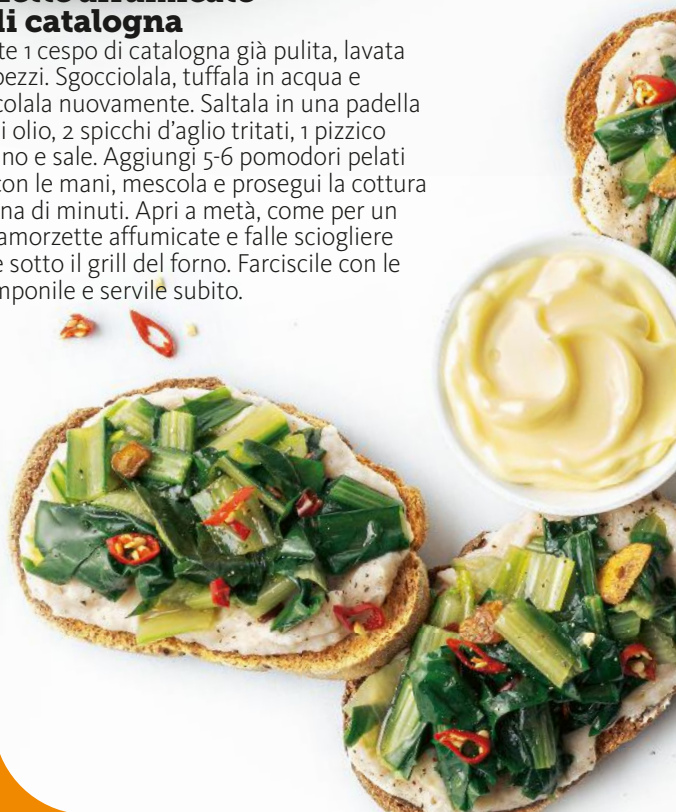 affumicate
di catalogna
te 1 cespo di catalogna già pulita, lavata
pezzi. Sgocciolala, tuffala in acqua e
colala nuovamente. Saltala in una padella
i olio, 2 spicchi d’aglio tritati, 1 pizzico
no e sale. Aggiungi 5-6 pomodori pelati
con le mani, mescola e prosegui la cottura
na di minuti. Apri a metà, come per un
amorzette affumicate e falle sciogliere
e sotto il grill del forno. Farciscile con le
mponile e servile subito.